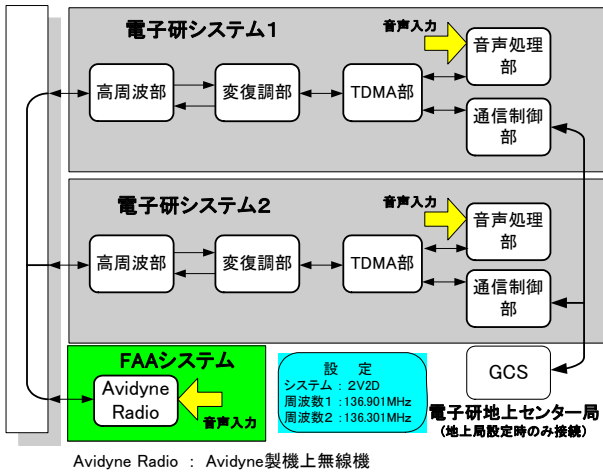 電子研システム1
音声入力
音声処理
部
高周波部
変復調部
TDMA部
通信制御
部
電子研システム2
音声入力
音声処理
部
高周波部
変復調部
TDMA部
通信制御
部
FAAシステム
Avidyne
Radio
音声入力
設 定
システム：2V2D
周波数1：136.901MHz
周波数2：136.301MHz
GCS
電子研地上センター局
(地上局設定時のみ接続)
Avidyne Radio ： Avidyne製機上無線機